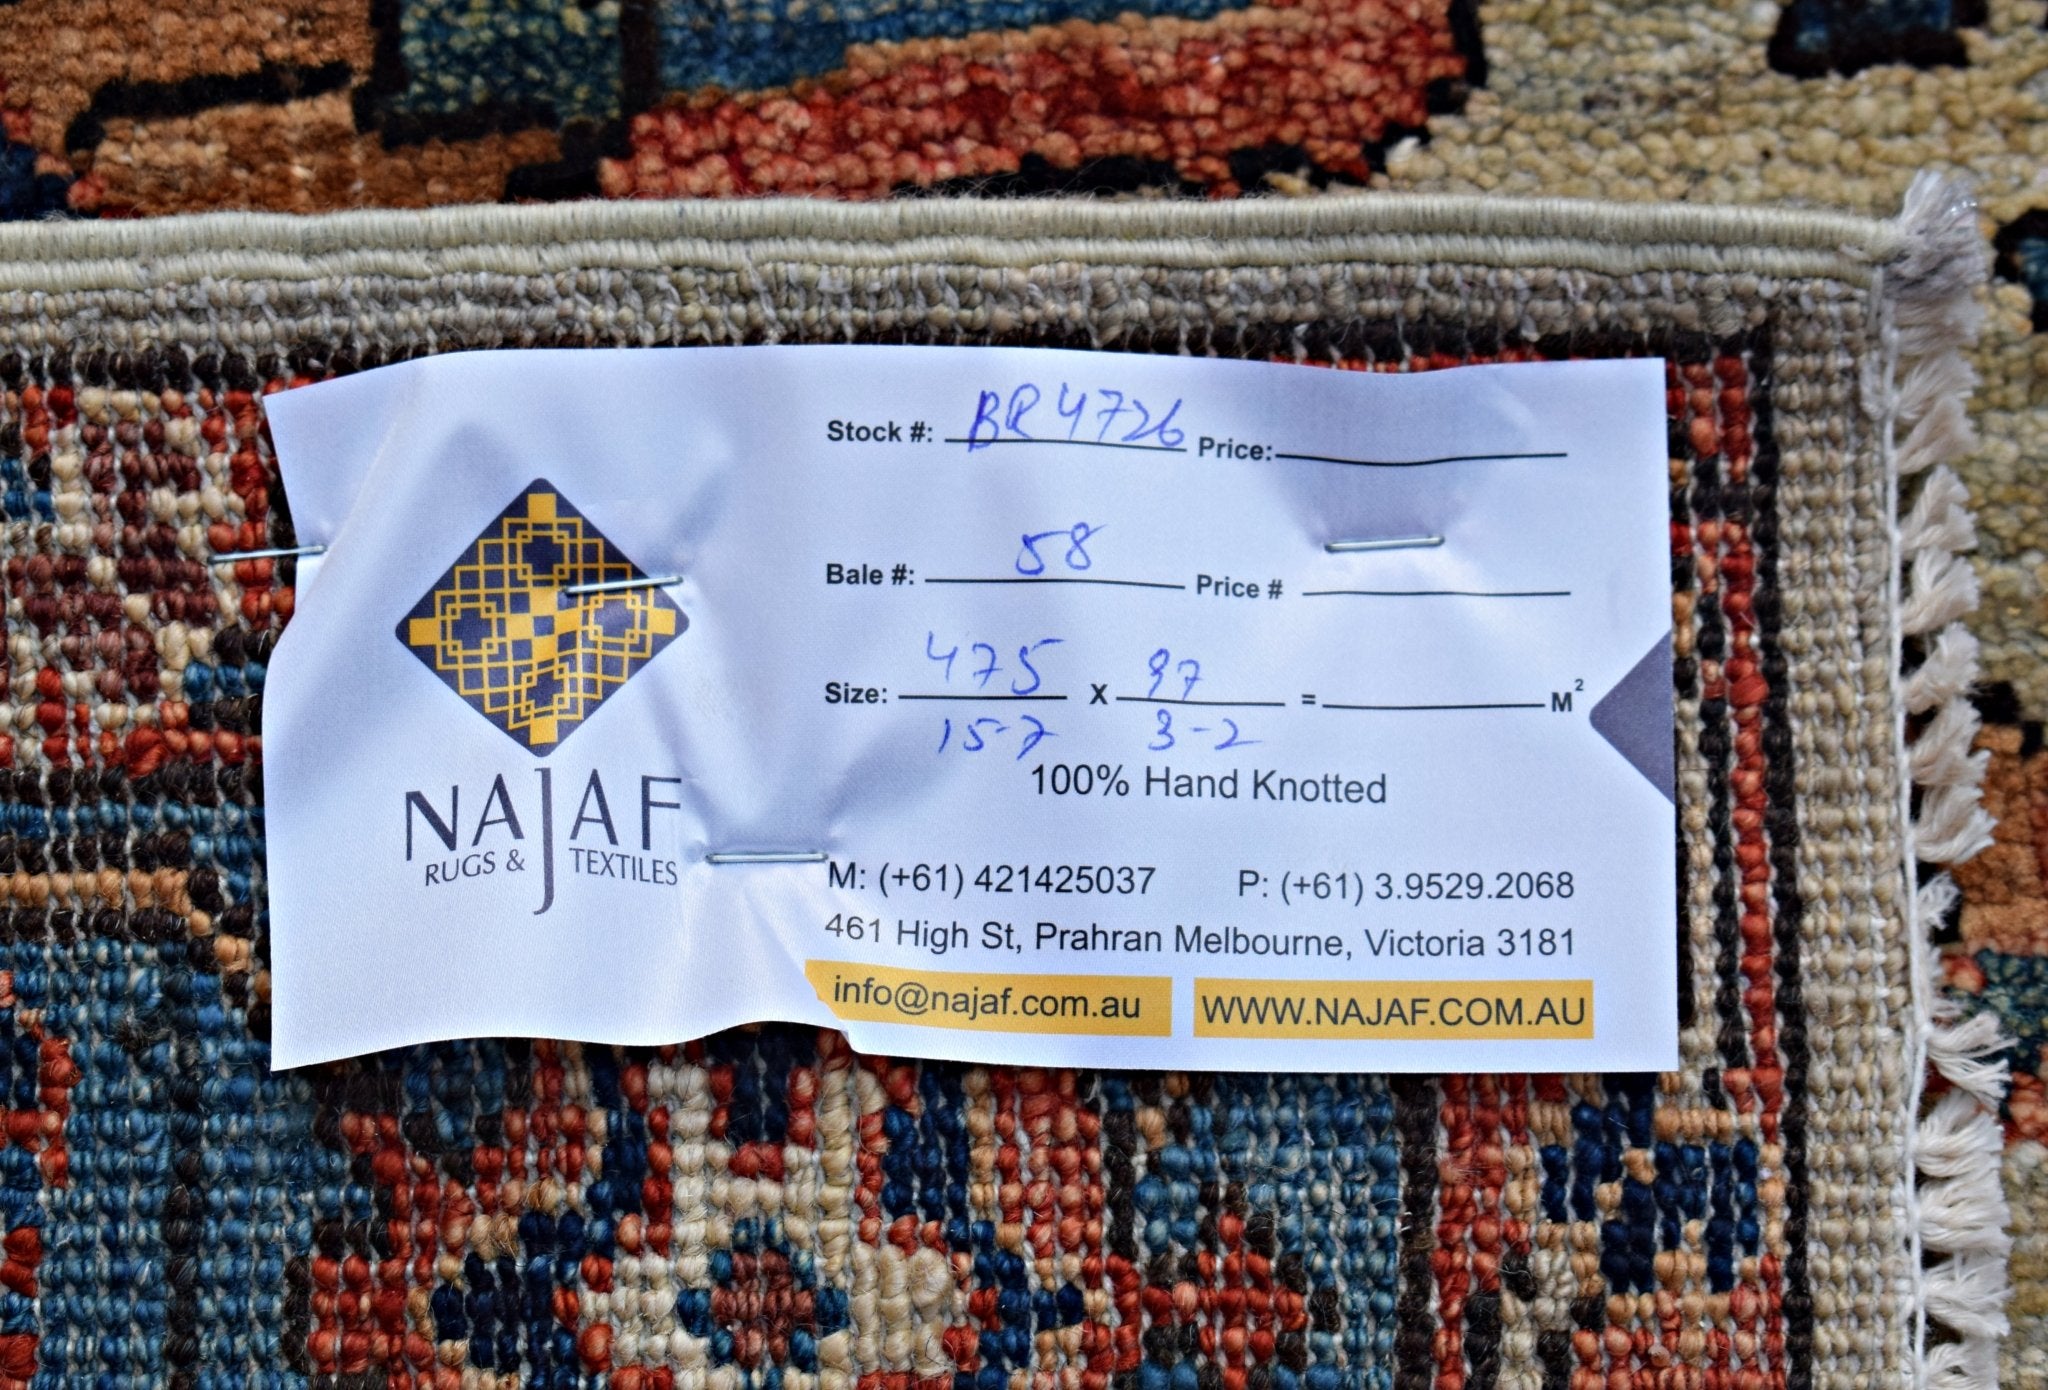 Stock #: BR4726 Price:
Bale #: 58 Price #
Size: 475 X 97 = M²
15-7 3-2
100% Hand Knotted
NAJAF
RUGS & TEXTILES
M: (+61) 421425037 P: (+61) 3.9529.2068
461 High St, Prahran Melbourne, Victoria 3181
info@najaf.com.au WWW.NAJAF.COM.AU